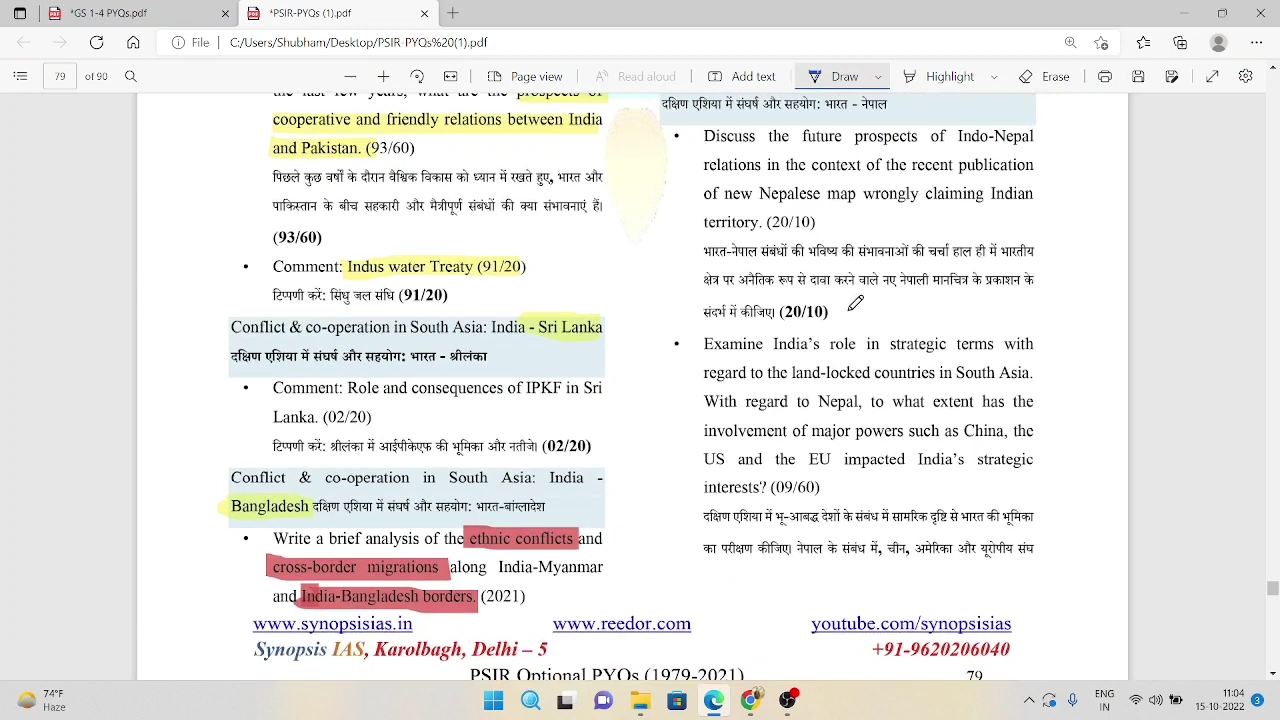 *GS 1-4 PYQs.pdf
*PSIR-PYQs.pdf
File
C:/Users/Shubham/Desktop/PSIR PYQs%20(1).pdf
79
of 90
Page view
Read aloud
Add text
Draw
Highlight
Erase
the last few years, what are the prospects of
cooperative and friendly relations between India
and Pakistan. (93/60)
पिछले कुछ वर्षों के दौरान वैश्विक विकास को ध्यान में रखते हुए, भारत और
पाकिस्तान के बीच सहकारी और मैत्रीपूर्ण संबंधों की क्या संभावनाएं हैं।
(93/60)
• Comment: Indus water Treaty (91/20)
टिप्पणी करें: सिंधु जल संधि (91/20)
Conflict & co-operation in South Asia: India - Sri Lanka
दक्षिण एशिया में संघर्ष और सहयोग: भारत - श्रीलंका
• Comment: Role and consequences of IPKF in Sri
Lanka. (02/20)
टिप्पणी करें: श्रीलंका में आईपीकेएफ की भूमिका और नतीजे। (02/20)
Conflict & co-operation in South Asia: India -
Bangladesh दक्षिण एशिया में संघर्ष और सहयोग: भारत-बांग्लादेश
• Write a brief analysis of the ethnic conflicts and
cross-border migrations along India-Myanmar
and India-Bangladesh borders. (2021)
दक्षिण एशिया में संघर्ष और सहयोग: भारत - नेपाल
• Discuss the future prospects of Indo-Nepal
relations in the context of the recent publication
of new Nepalese map wrongly claiming Indian
territory. (20/10)
भारत-नेपाल संबंधों की भविष्य की संभावनाओं की चर्चा हाल ही में भारतीय
क्षेत्र पर अनैतिक रूप से दावा करने वाले नए नेपाली मानचित्र के प्रकाशन के
संदर्भ में कीजिए। (20/10)
• Examine India's role in strategic terms with
regard to the land-locked countries in South Asia.
With regard to Nepal, to what extent has the
involvement of major powers such as China, the
US and the EU impacted India's strategic
interests? (09/60)
दक्षिण एशिया में भू-आबद्ध देशों के संबंध में सामरिक दृष्टि से भारत की भूमिका
का परीक्षण कीजिए। नेपाल के संबंध में, चीन, अमेरिका और यूरोपीय संघ
www.synopsisias.in
www.reedor.com
youtube.com/synopsisias
Synopsis IAS, Karolbagh, Delhi – 5
+91-9620206040
PSIR Optional PYOs (1979-2021)
79
74°F
Haze
ENG
IN
11:04
15-10-2022
3